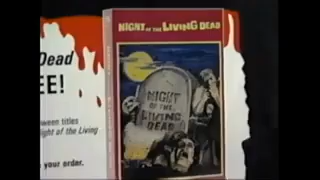 Dead
EE!
ween titles
ight of the Living
your order.
NIGHT OF THE LIVING DEAD
NIGHT
OF THE
LIVING
DEAD